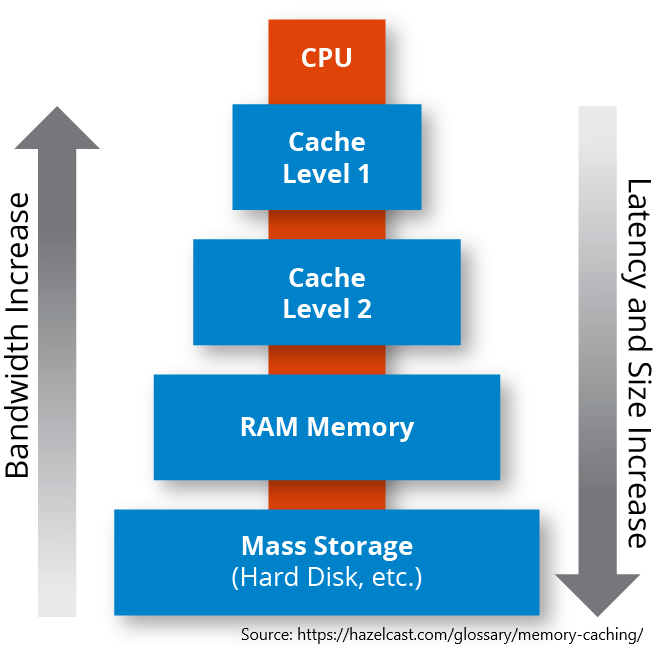 CPU
Cache
Level 1
Cache
Level 2
RAM Memory
Mass Storage
(Hard Disk, etc.)
Bandwidth Increase
Latency and Size Increase
Source: https://hazelcast.com/glossary/memory-caching/